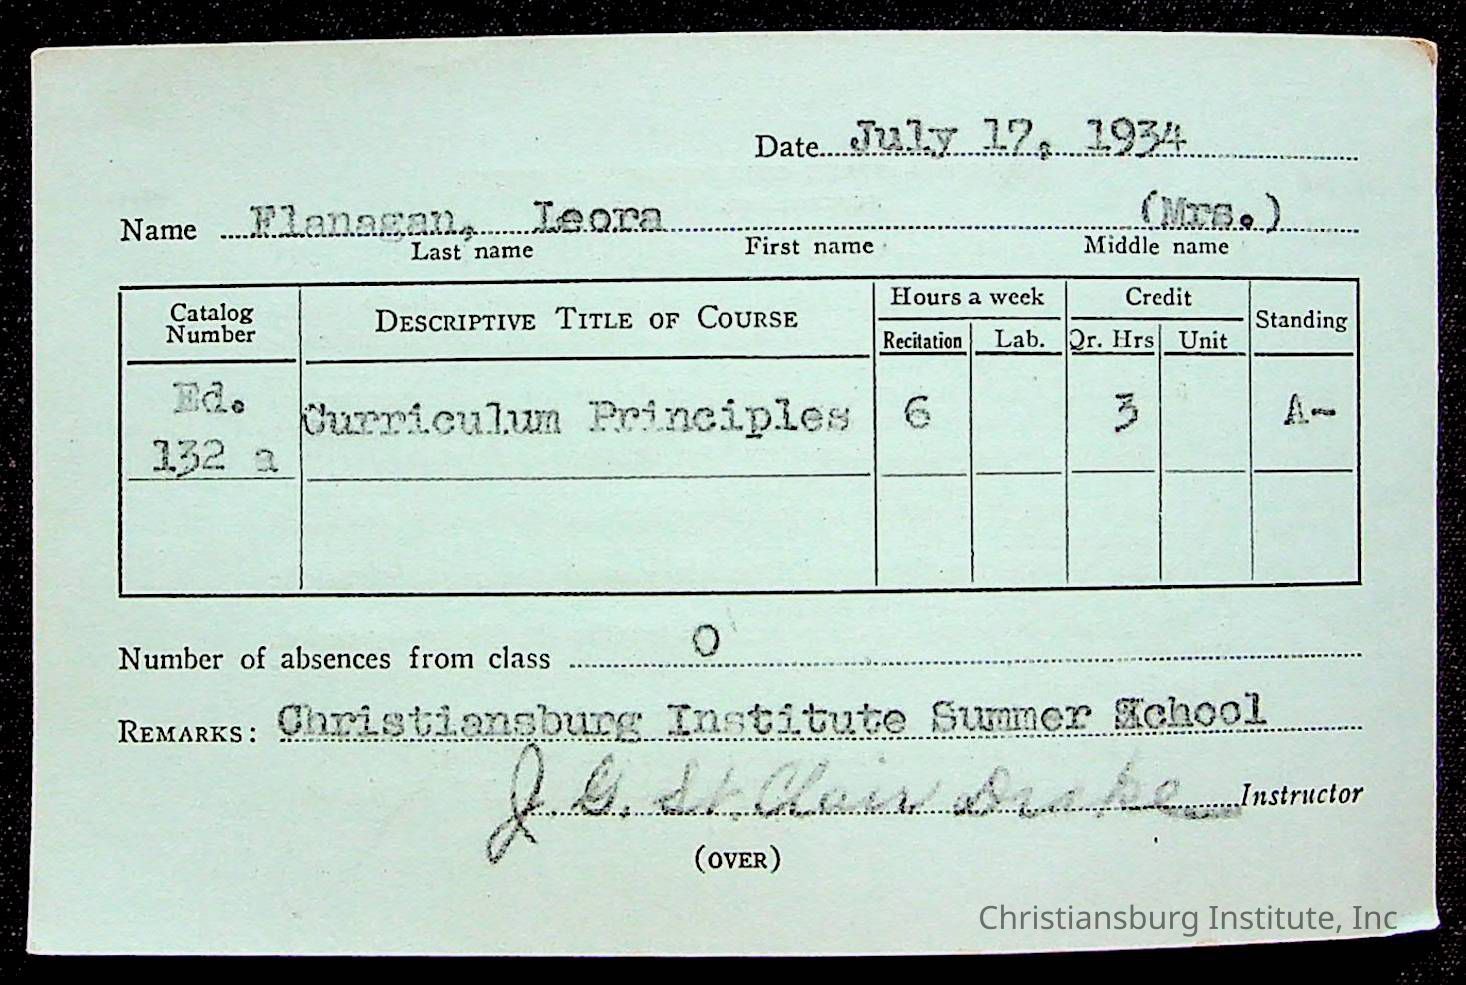 Date July 17, 1934
Name Flanagan, Leora (Mrs.)
Last name First name Middle name
Catalog Number DESCRIPTIVE TITLE OF COURSE Hours a week Credit Standing
Recitation Lab. Qr. Hrs Unit
Ed. 132 a Curriculum Principles 6 3 A-
Number of absences from class 0
REMARKS: Christiansburg Institute Summer School
J. G. St. Clair Drake Instructor
(OVER)
Christiansburg Institute, Inc